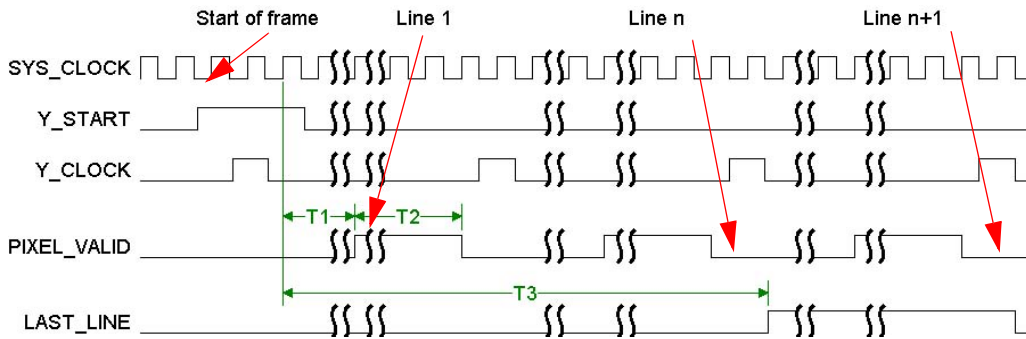 Start of frame Line 1 Line n Line n+1
SYS_CLOCK
Y_START
Y_CLOCK
T1 T2
PIXEL_VALID
T3
LAST_LINE